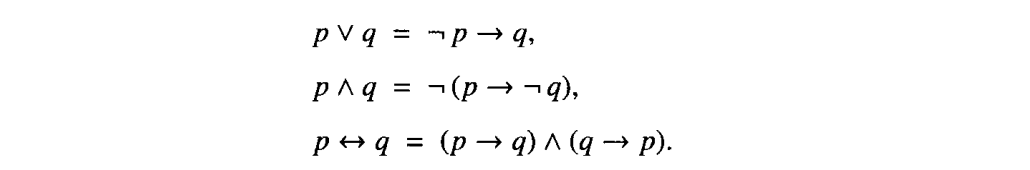 p ∨ q = ¬ p → q,
p ∧ q = ¬ (p → ¬ q),
p ↔ q = (p → q) ∧ (q → p).